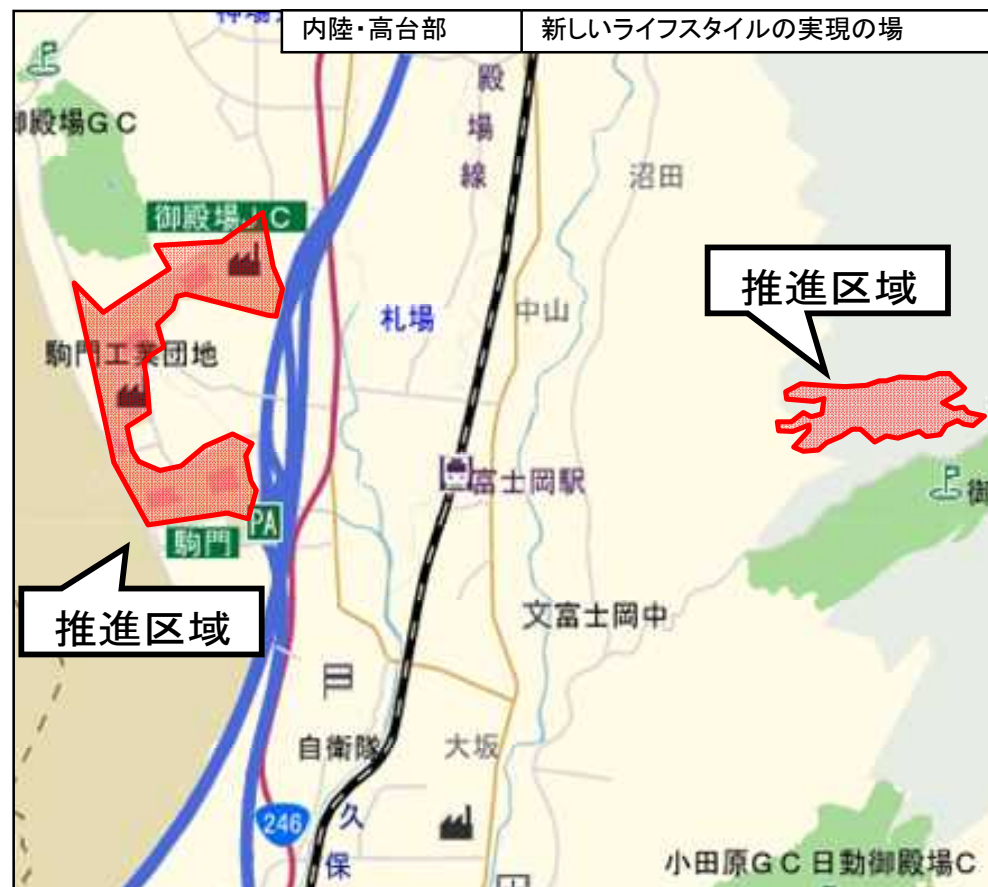 内陸・高台部
新しいライフスタイルの実現の場
御殿場GC
殿場線
沼田
御殿場JC
推進区域
札場
中山
駒門工業団地
富士岡駅
御
PA
駒門
推進区域
文富士岡中
自衛隊
大坂
246
久保
小田原GC
日動御殿場C